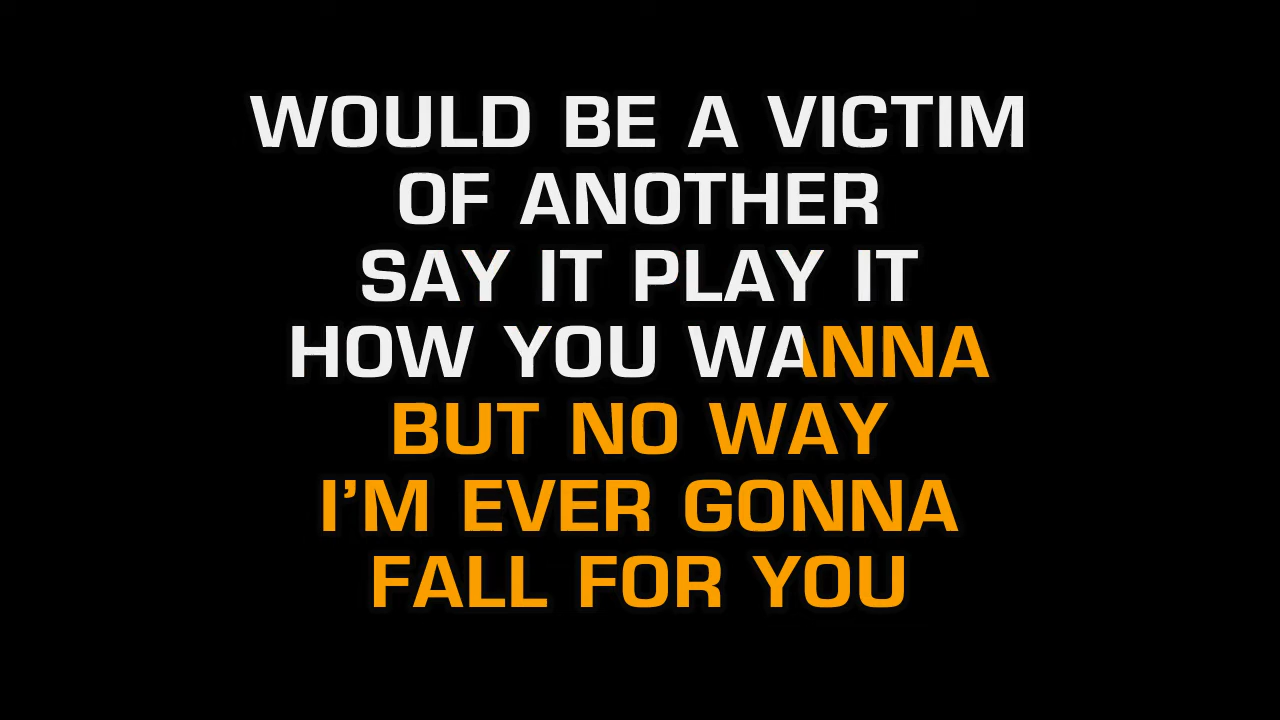 WOULD BE A VICTIM
OF ANOTHER
SAY IT PLAY IT
HOW YOU WANNA
BUT NO WAY
I’M EVER GONNA
FALL FOR YOU